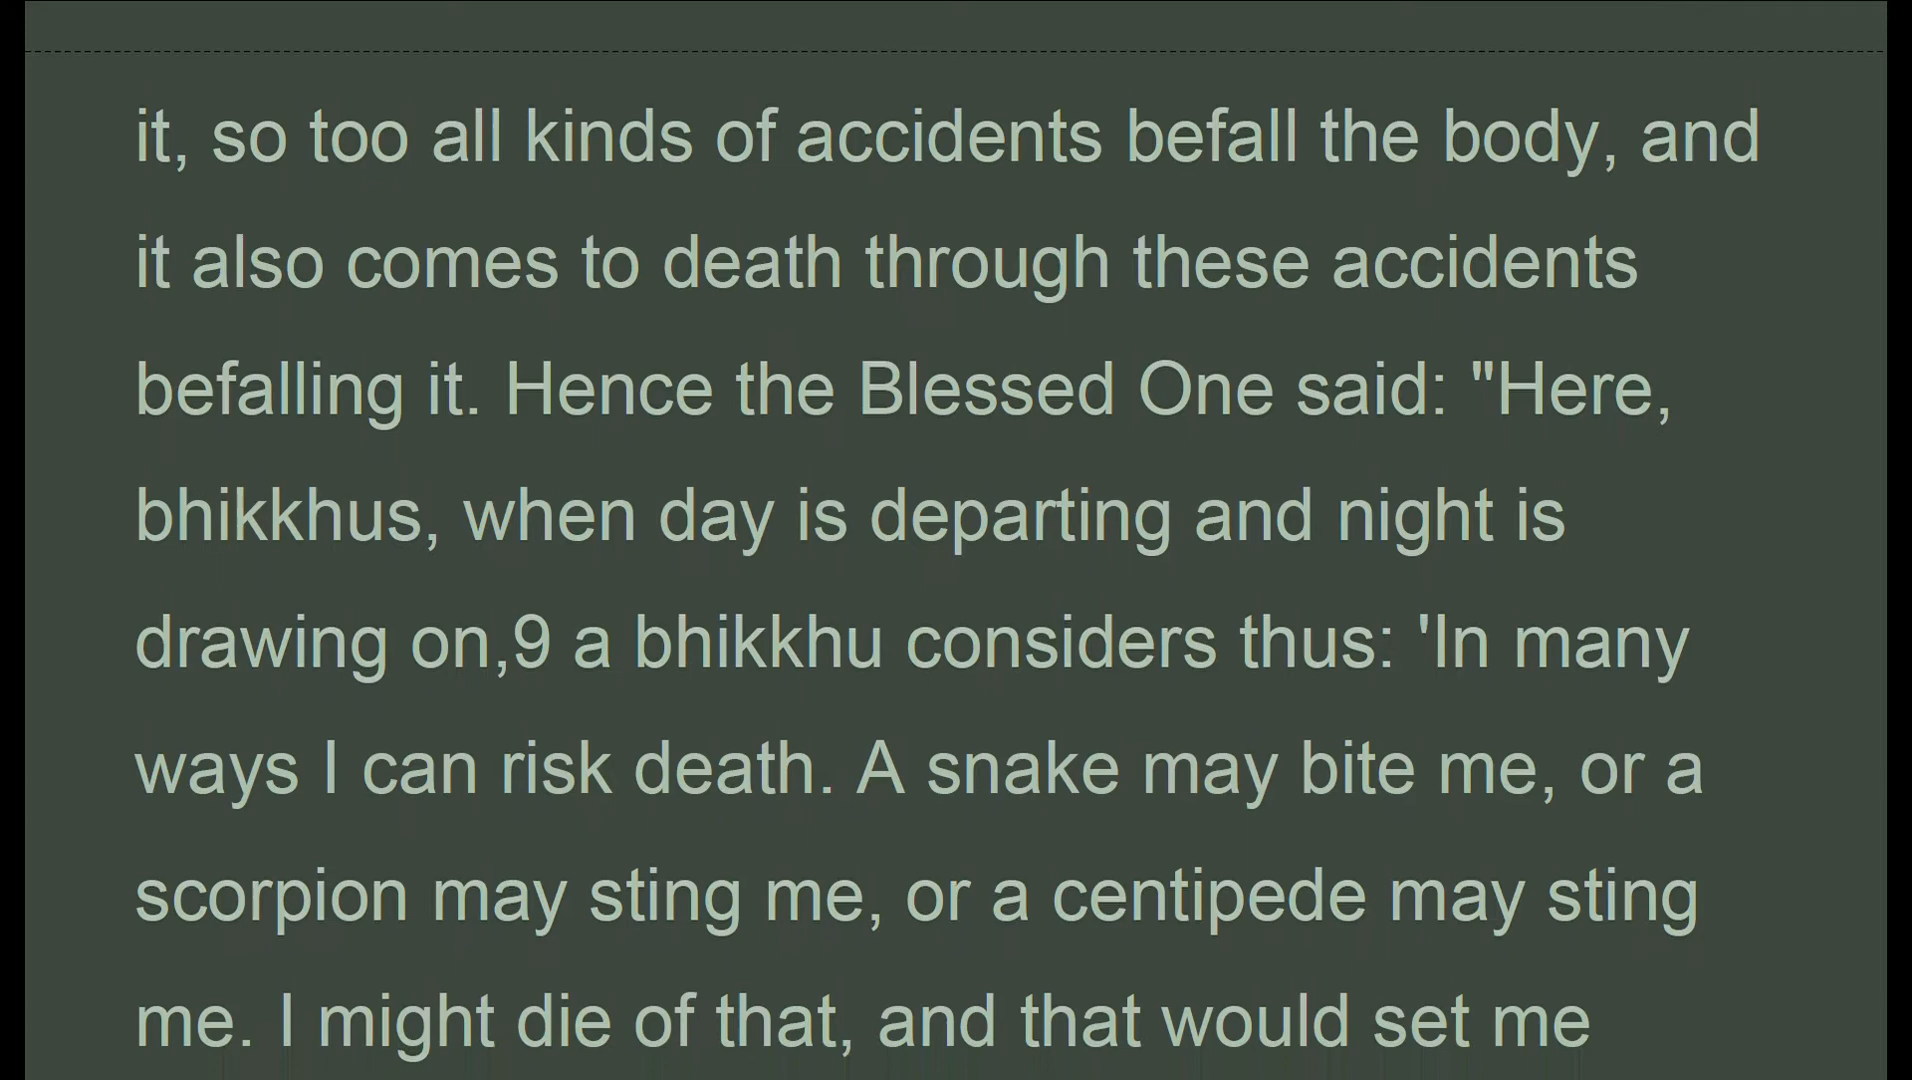 it, so too all kinds of accidents befall the body, and
it also comes to death through these accidents
befalling it. Hence the Blessed One said: "Here,
bhikkhus, when day is departing and night is
drawing on,9 a bhikkhu considers thus: 'In many
ways I can risk death. A snake may bite me, or a
scorpion may sting me, or a centipede may sting
me. I might die of that, and that would set me